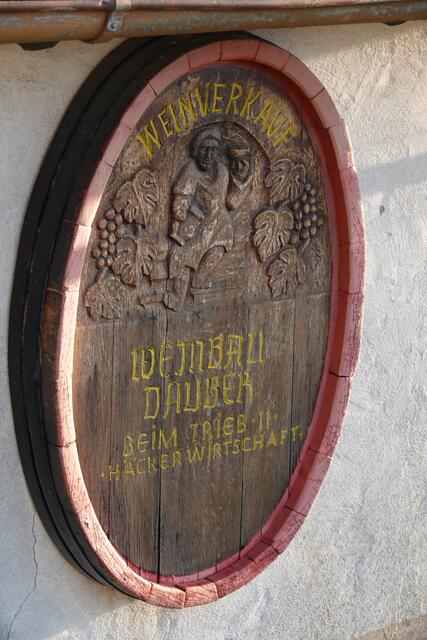 WEINVERKAUF
WEINBAU
DAUBER
BEIM TRIEB · 11 ·
· HÄCKERWIRTSCHAFT ·